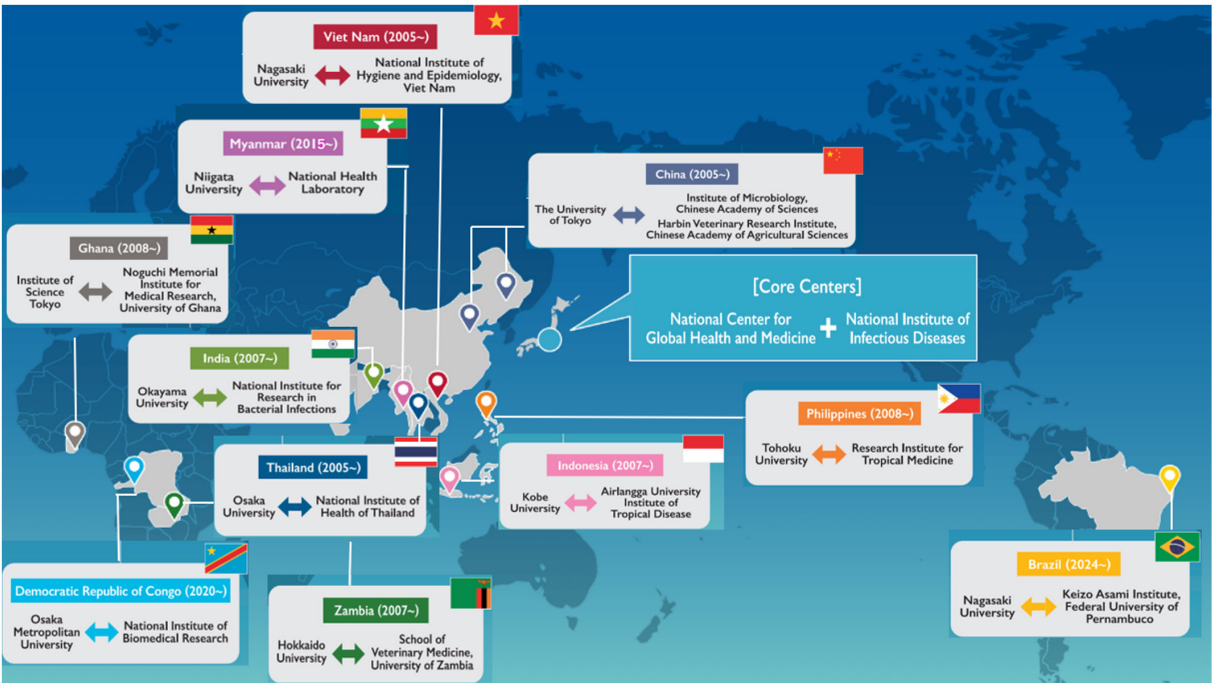 Viet Nam (2005~)
Nagasaki
University
National Institute of
Hygiene and Epidemiology,
Viet Nam
Myanmar (2015~)
Niigata
University
National Health
Laboratory
China (2005~)
The University
of Tokyo
Institute of Microbiology,
Chinese Academy of Sciences
Harbin Veterinary Research Institute,
Chinese Academy of Agricultural Sciences
Ghana (2008~)
Institute of
Science
Tokyo
Noguchi Memorial
Institute for
Medical Research,
University of Ghana
[Core Centers]
National Center for
Global Health and Medicine
+
National Institute of
Infectious Diseases
India (2007~)
Okayama
University
National Institute for
Research in
Bacterial Infections
Philippines (2008~)
Tohoku
University
Research Institute for
Tropical Medicine
Thailand (2005~)
Osaka
University
National Institute of
Health of Thailand
Indonesia (2007~)
Kobe
University
Airlangga University
Institute of
Tropical Disease
Democratic Republic of Congo (2020~)
Osaka
Metropolitan
University
National Institute of
Biomedical Research
Zambia (2007~)
Hokkaido
University
School of
Veterinary Medicine,
University of Zambia
Brazil (2024~)
Nagasaki
University
Keizo Asami Institute,
Federal University of
Pernambuco